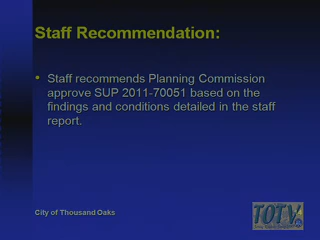 Staff Recommendation:
• Staff recommends Planning Commission
approve SUP 2011-70051 based on the
findings and conditions detailed in the staff
report.
City of Thousand Oaks
TOTV